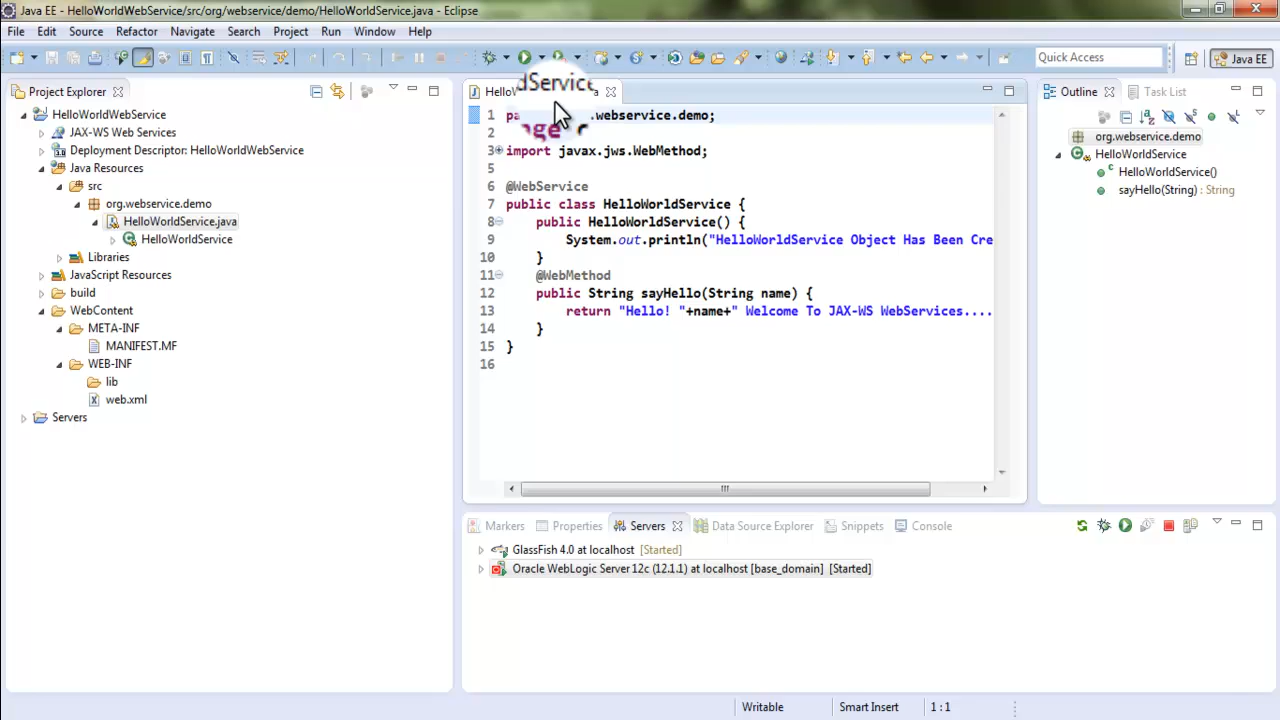 Java EE - HelloWorldWebService/src/org/webservice/demo/HelloWorldService.java - Eclipse
File Edit Source Refactor Navigate Search Project Run Window Help
Quick Access
Java EE
Project Explorer
HelloWorldWebService
JAX-WS Web Services
Deployment Descriptor: HelloWorldWebService
Java Resources
src
org.webservice.demo
HelloWorldService.java
HelloWorldService
Libraries
JavaScript Resources
build
WebContent
META-INF
MANIFEST.MF
WEB-INF
lib
web.xml
Servers
dService
1 .webservice.demo;
2
3 import javax.jws.WebMethod;
5
6 @WebService
7 public class HelloWorldService {
8 public HelloWorldService() {
9 System.out.println("HelloWorldService Object Has Been Cre
10 }
11 @WebMethod
12 public String sayHello(String name) {
13 return "Hello! "+name+" Welcome To JAX-WS WebServices....
14 }
15 }
16
Outline Task List
org.webservice.demo
HelloWorldService
HelloWorldService()
sayHello(String) : String
Markers Properties Servers Data Source Explorer Snippets Console
GlassFish 4.0 at localhost [Started]
Oracle WebLogic Server 12c (12.1.1) at localhost [base_domain] [Started]
Writable Smart Insert 1 : 1